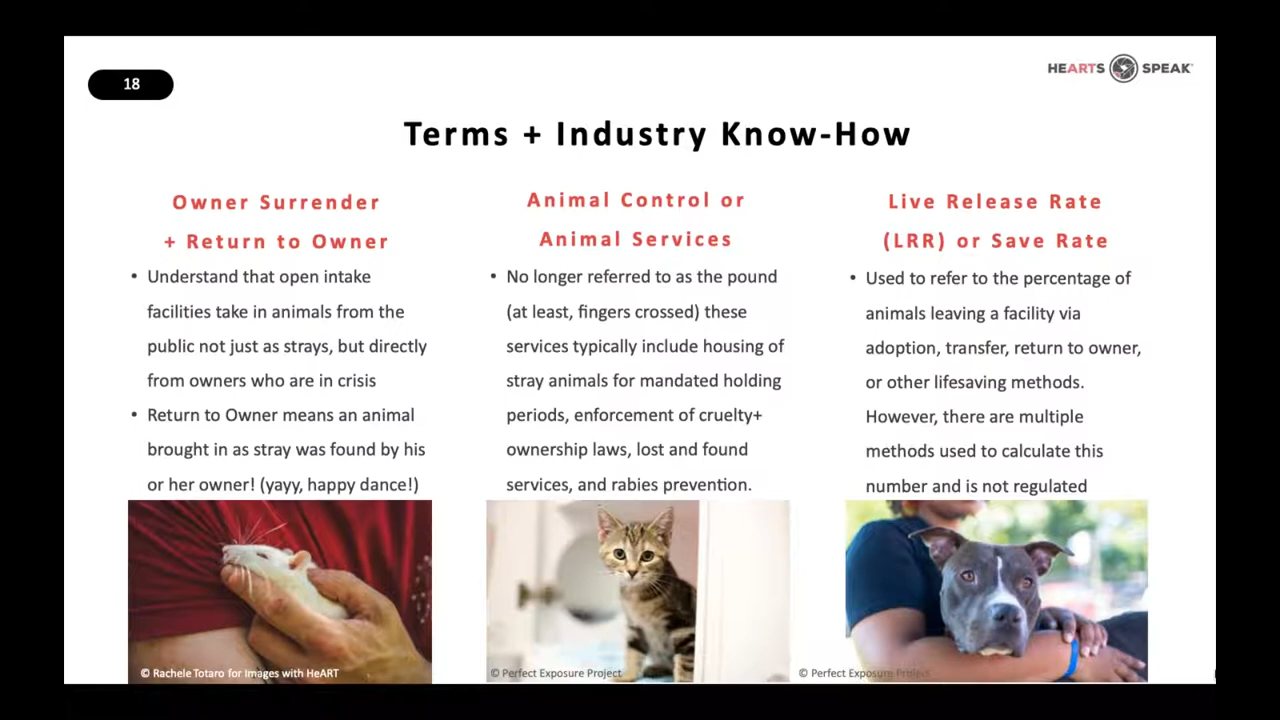 18
HEARTS SPEAK
Terms + Industry Know-How
Owner Surrender
+ Return to Owner
• Understand that open intake
facilities take in animals from the
public not just as strays, but directly
from owners who are in crisis
• Return to Owner means an animal
brought in as stray was found by his
or her owner! (yayy, happy dance!)
© Rachele Totaro for Images with HeART
Animal Control or
Animal Services
• No longer referred to as the pound
(at least, fingers crossed) these
services typically include housing of
stray animals for mandated holding
periods, enforcement of cruelty+
ownership laws, lost and found
services, and rabies prevention.
© Perfect Exposure Project
Live Release Rate
(LRR) or Save Rate
• Used to refer to the percentage of
animals leaving a facility via
adoption, transfer, return to owner,
or other lifesaving methods.
However, there are multiple
methods used to calculate this
number and is not regulated
© Perfect Exposure Project